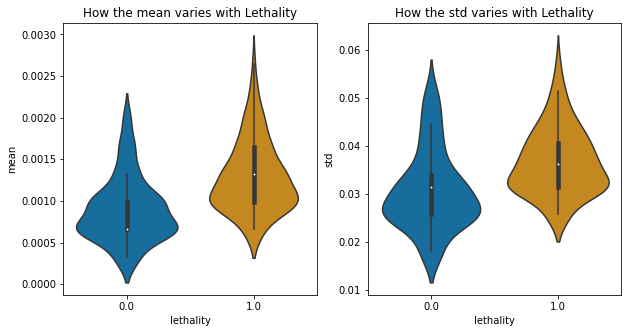 How the mean varies with Lethality
mean
0.0030
0.0025
0.0020
0.0015
0.0010
0.0005
0.0000
0.0
1.0
lethality
How the std varies with Lethality
std
0.06
0.05
0.04
0.03
0.02
0.01
0.0
1.0
lethality